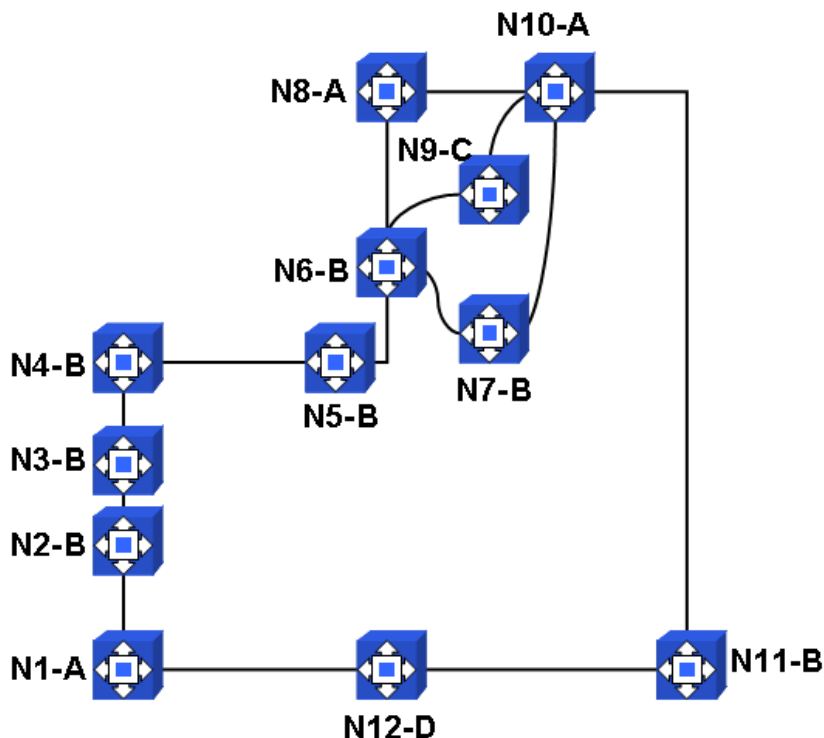 N10-A
N8-A
N9-C
N6-B
N4-B
N7-B
N5-B
N3-B
N2-B
N1-A
N11-B
N12-D